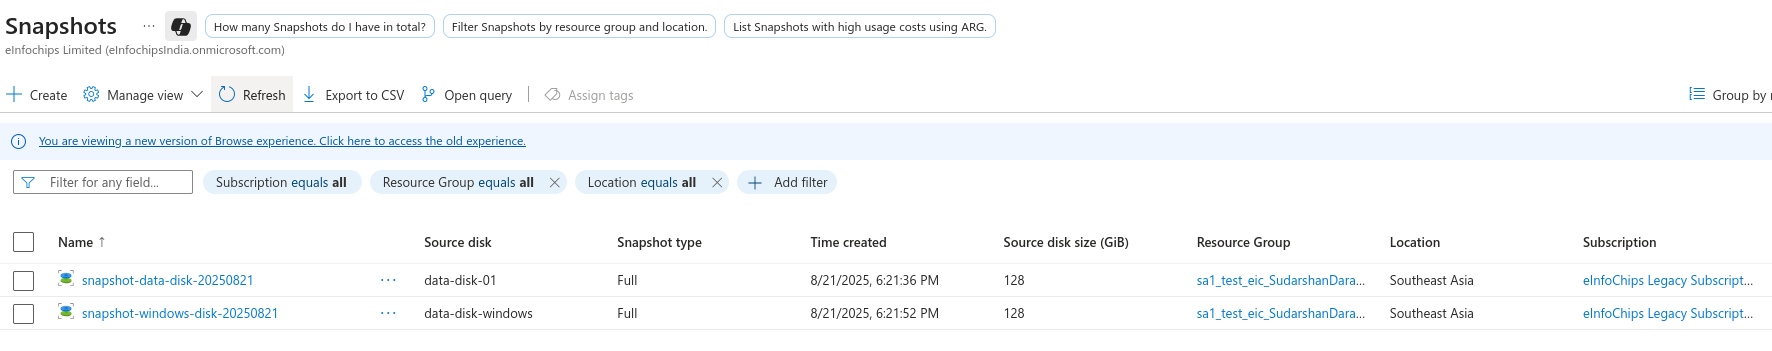 Snapshots ... How many Snapshots do I have in total? Filter Snapshots by resource group and location. List Snapshots with high usage costs using ARG.
eInfochips Limited (eInfochipsIndia.onmicrosoft.com)
Create Manage view Refresh Export to CSV Open query Assign tags Group by
You are viewing a new version of Browse experience. Click here to access the old experience.
Filter for any field... Subscription equals all Resource Group equals all Location equals all Add filter
Name ↑ Source disk Snapshot type Time created Source disk size (GiB) Resource Group Location Subscription
snapshot-data-disk-20250821 ... data-disk-01 Full 8/21/2025, 6:21:36 PM 128 sa1_test_eic_SudarshanDara... Southeast Asia eInfoChips Legacy Subscript...
snapshot-windows-disk-20250821 ... data-disk-windows Full 8/21/2025, 6:21:52 PM 128 sa1_test_eic_SudarshanDara... Southeast Asia eInfoChips Legacy Subscript...